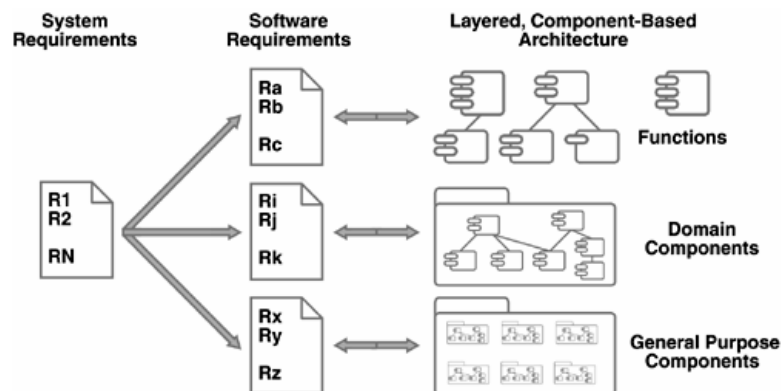 System
Requirements
Software
Requirements
Layered, Component-Based
Architecture
R1
R2
RN
Ra
Rb
Rc
Functions
Ri
Rj
Rk
Domain
Components
Rx
Ry
Rz
General Purpose
Components